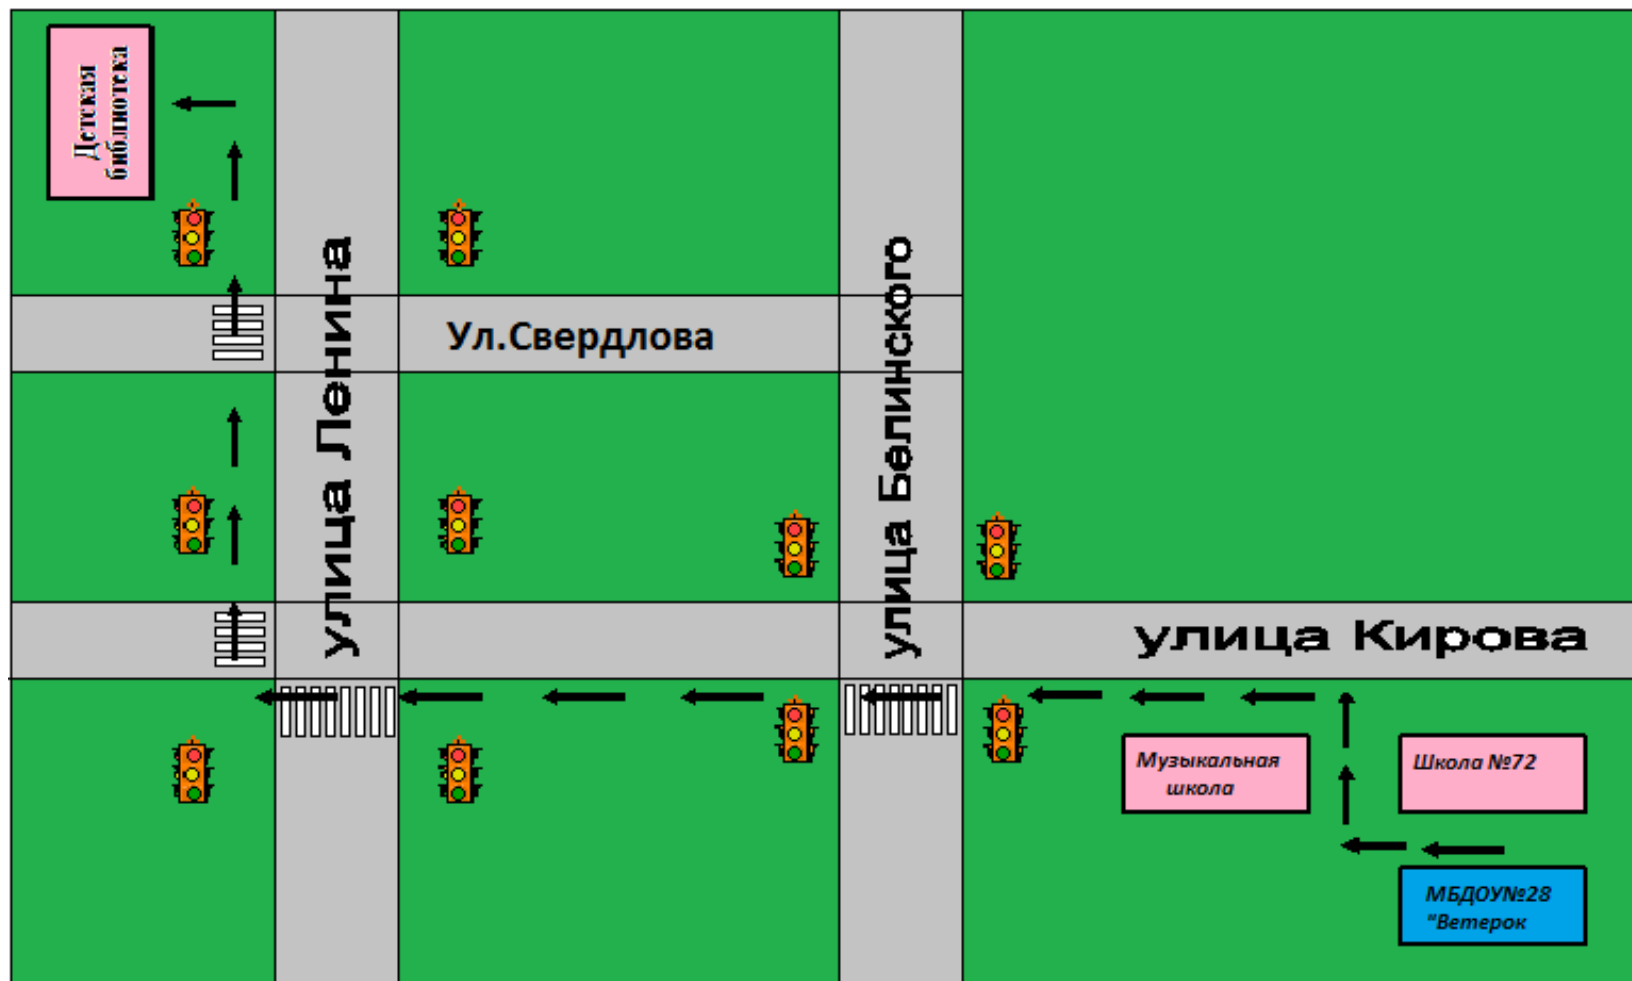 Детская
библиотека
улица Ленина
Ул.Свердлова
улица Белинского
улица Кирова
Музыкальная
школа
Школа №72
МБДОУ№28
"Ветерок